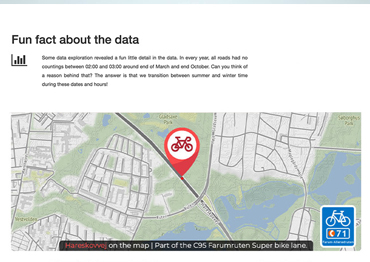 Fun fact about the data
Some data exploration revealed a fun little detail in the data. In every year, all roads had no
countings between 02:00 and 03:00 around end of March and end October. Can you think of
a reason behind that? The answer is that we transition between summer and winter time
during these dates and hours!
Park
Park
C71
Hareskovvej on the map | Part of the C95 Farumruten Super bike lane.